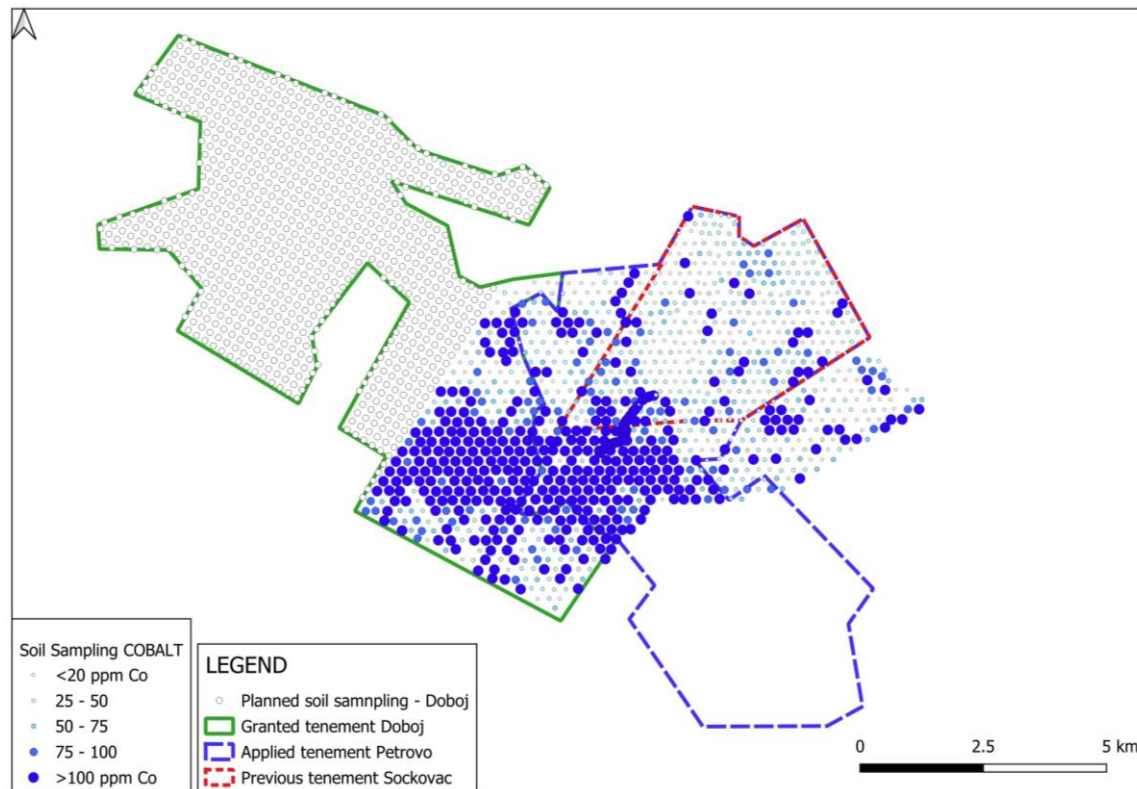 Soil Sampling COBALT
<20 ppm Co
25 - 50
50 - 75
75 - 100
>100 ppm Co
LEGEND
Planned soil samnpling - Doboj
Granted tenement Doboj
Applied tenement Petrovo
Previous tenement Sockovac
0 2.5 5 km